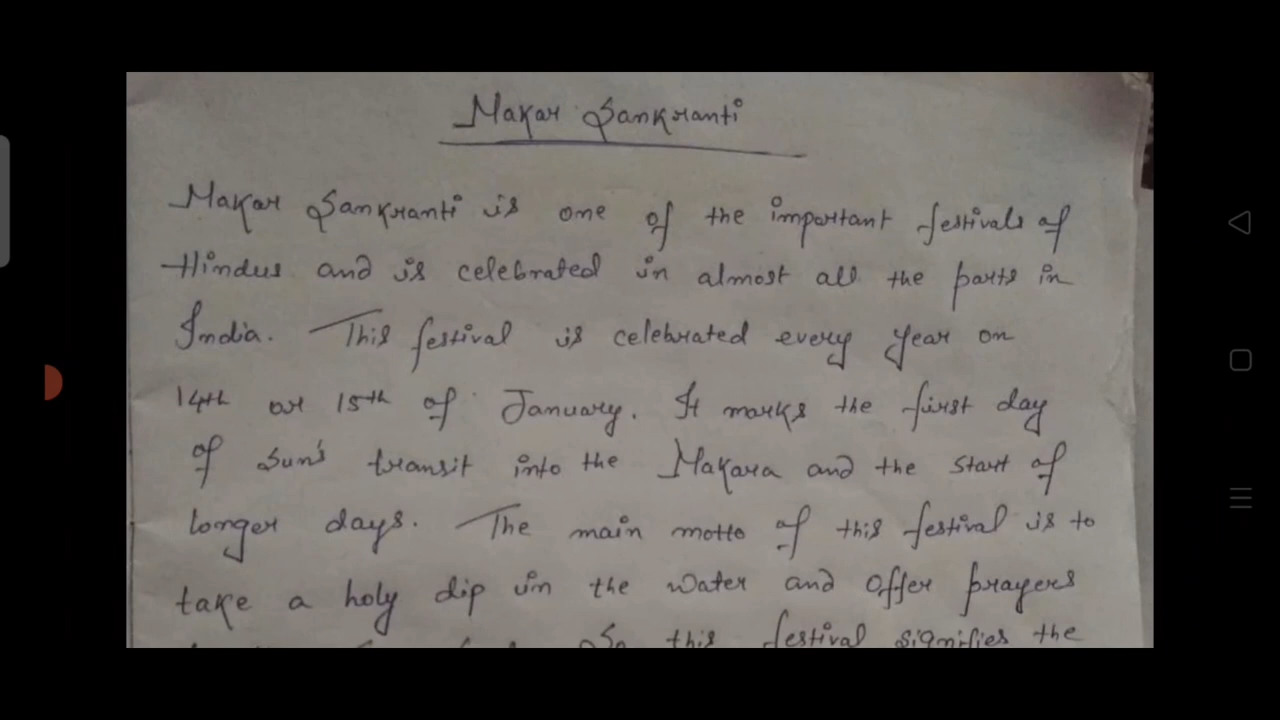 Makar Sankranti
Makar Sankranti is one of the important festivals of
Hindus and is celebrated in almost all the parts in
India. This festival is celebrated every year on
14th or 15th of January. It marks the first day
of Sun's transit into the Makara and the start of
longer days. The main motto of this festival is to
take a holy dip in the water and offer prayers
So this festival signifies the